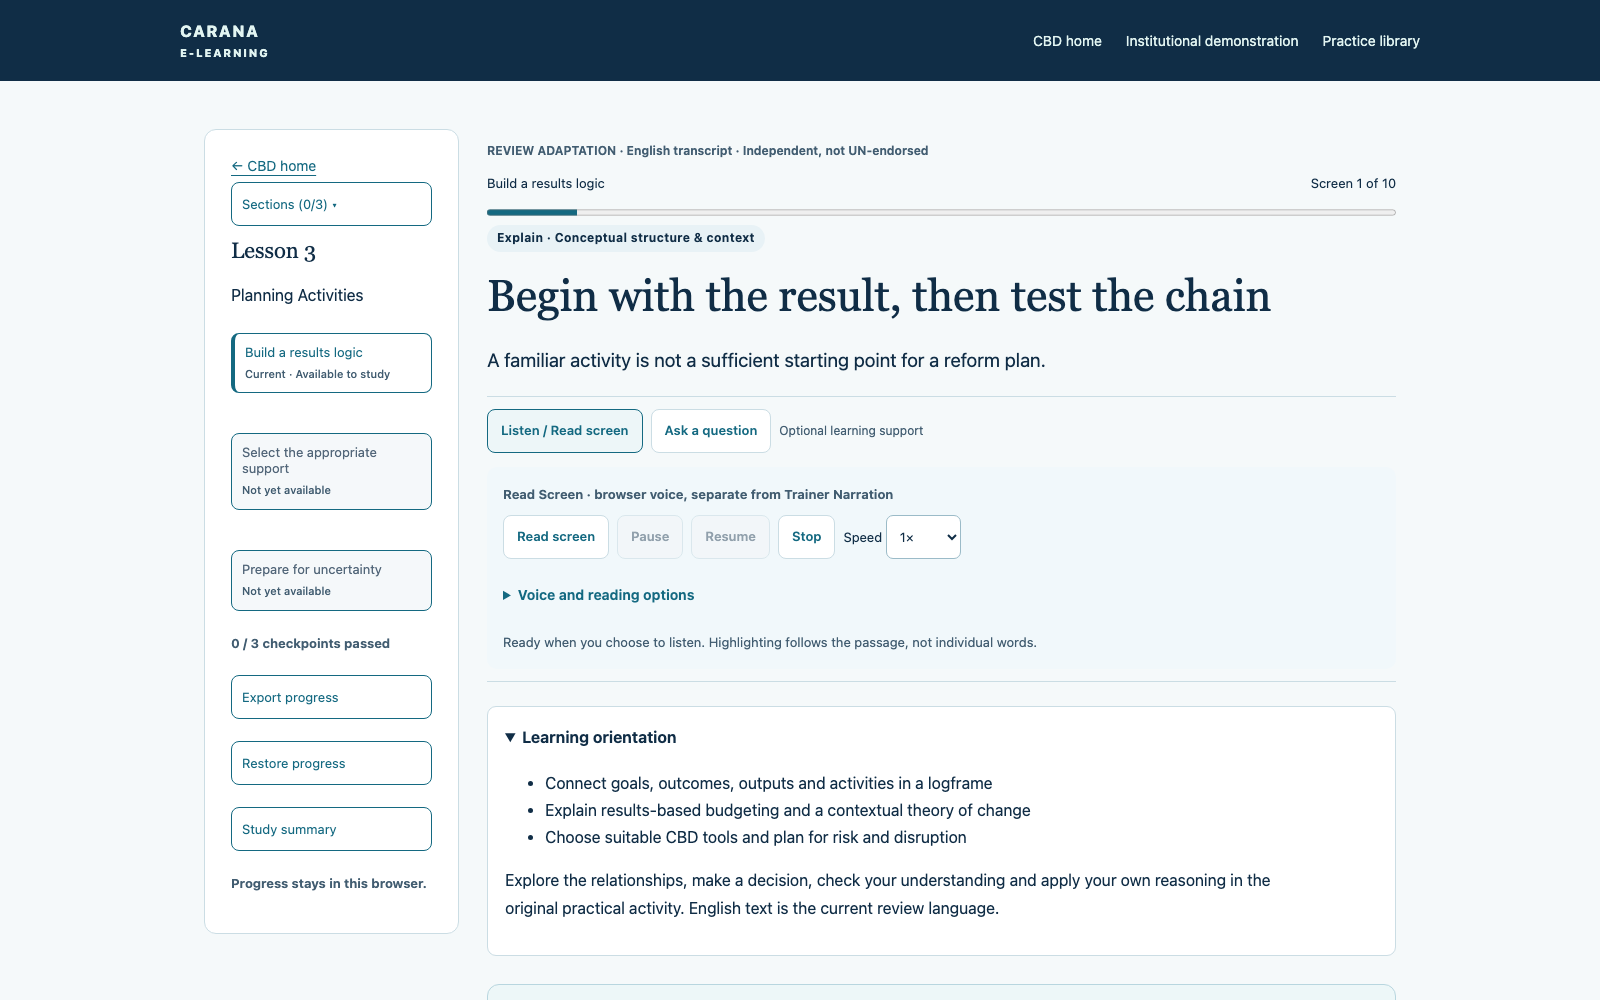 CARANA
E-LEARNING
CBD home
Institutional demonstration
Practice library
← CBD home
Sections (0/3) ▾
Lesson 3
Planning Activities
Build a results logic
Current · Available to study
Select the appropriate
support
Not yet available
Prepare for uncertainty
Not yet available
0 / 3 checkpoints passed
Export progress
Restore progress
Study summary
Progress stays in this browser.
REVIEW ADAPTATION · English transcript · Independent, not UN-endorsed
Build a results logic
Screen 1 of 10
Explain · Conceptual structure & context
Begin with the result, then test the chain
A familiar activity is not a sufficient starting point for a reform plan.
Listen / Read screen
Ask a question
Optional learning support
Read Screen · browser voice, separate from Trainer Narration
Read screen
Pause
Resume
Stop
Speed
1×
▶ Voice and reading options
Ready when you choose to listen. Highlighting follows the passage, not individual words.
▼ Learning orientation
• Connect goals, outcomes, outputs and activities in a logframe
• Explain results-based budgeting and a contextual theory of change
• Choose suitable CBD tools and plan for risk and disruption
Explore the relationships, make a decision, check your understanding and apply your own reasoning in the
original practical activity. English text is the current review language.